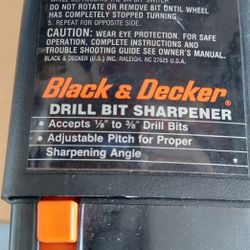 DO NOT REMOVE OR ROTATE BIT UNTIL WHEEL
HAS COMPLETELY STOPPED TURNING.
5. REPEAT FOR OPPOSITE SIDE.
CAUTION: WEAR EYE PROTECTION. FOR SAFE
OPERATION, COMPLETE INSTRUCTIONS AND
TROUBLE SHOOTING GUIDE SEE OWNER'S MANUAL.
BLACK & DECKER (U.S.) INC. RALEIGH, NC 27625 U.S.A.
Black & Decker®
DRILL BIT SHARPENER
• Accepts ⅛" to ⅜" Drill Bits
• Adjustable Pitch for Proper
Sharpening Angle